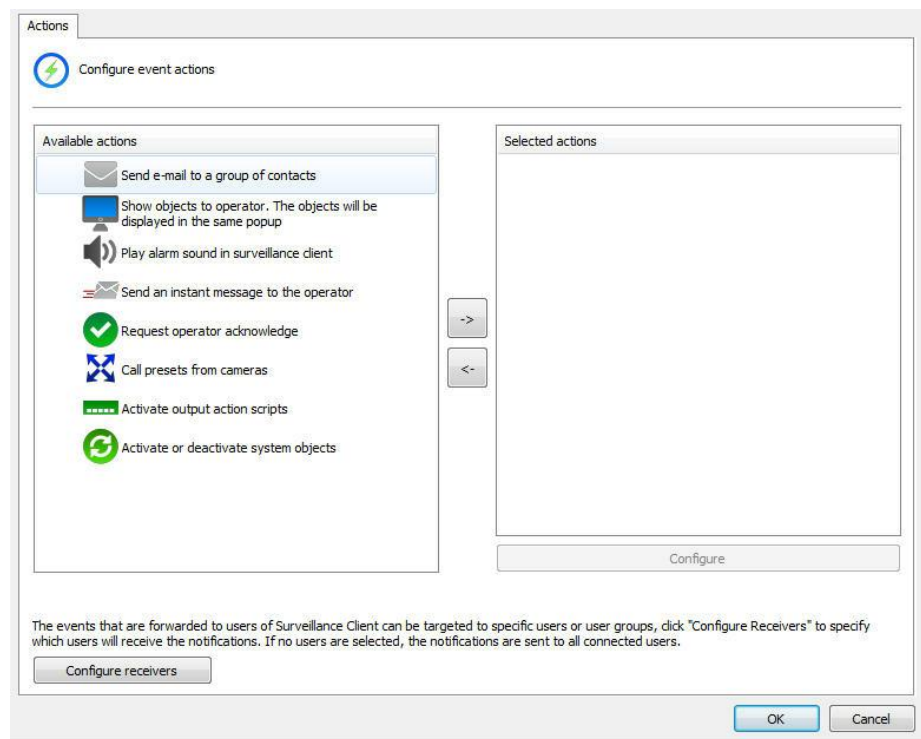 Actions
Configure event actions
Available actions
Send e-mail to a group of contacts
Show objects to operator. The objects will be
displayed in the same popup
Play alarm sound in surveillance client
Send an instant message to the operator
Request operator acknowledge
Call presets from cameras
Activate output action scripts
Activate or deactivate system objects
->
<-
Selected actions
Configure
The events that are forwarded to users of Surveillance Client can be targeted to specific users or user groups, click "Configure Receivers" to specify
which users will receive the notifications. If no users are selected, the notifications are sent to all connected users.
Configure receivers
OK
Cancel